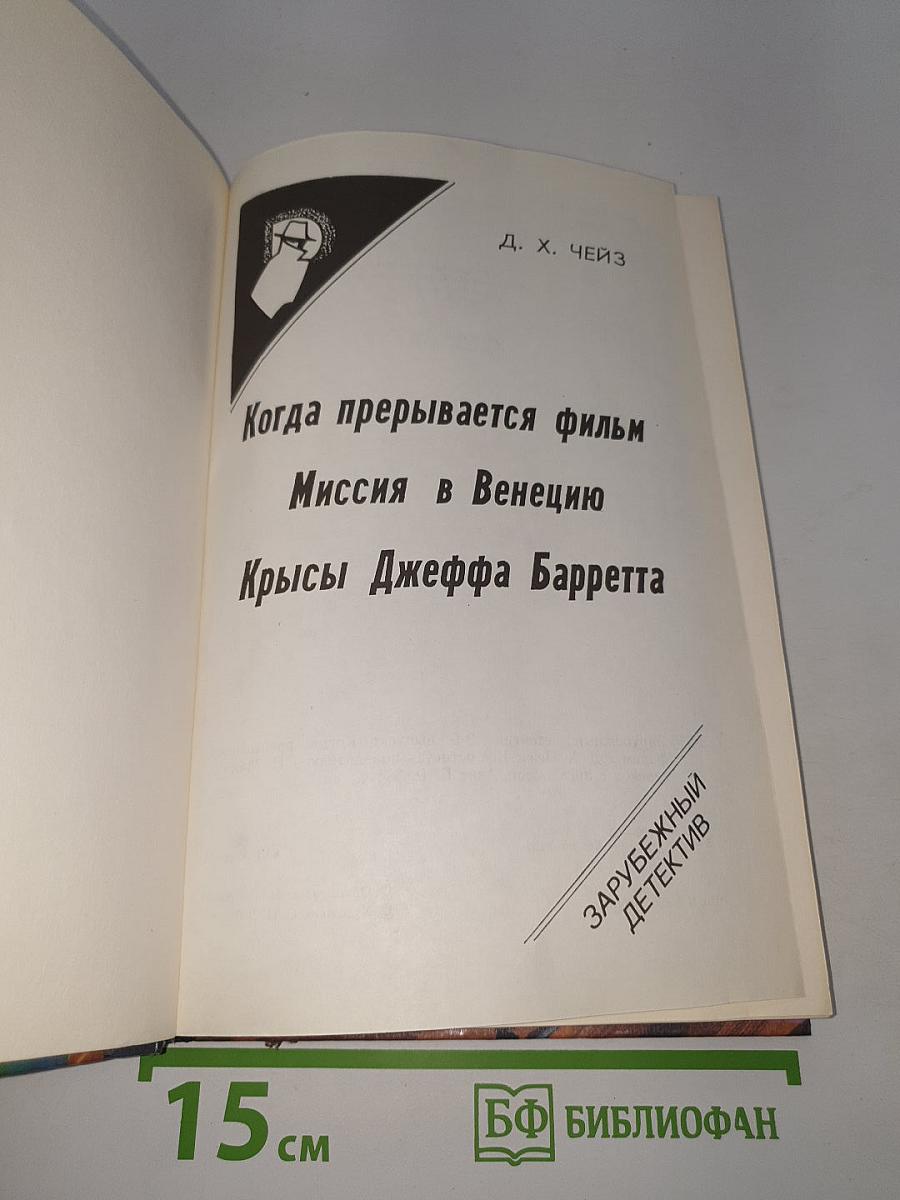 Д. Х. ЧЕЙЗ
Когда прерывается фильм
Миссия в Венецию
Крысы Джеффа Барретта
ЗАРУБЕЖНЫЙ
ДЕТЕКТИВ
15 см
БФ БИБЛИОФАН